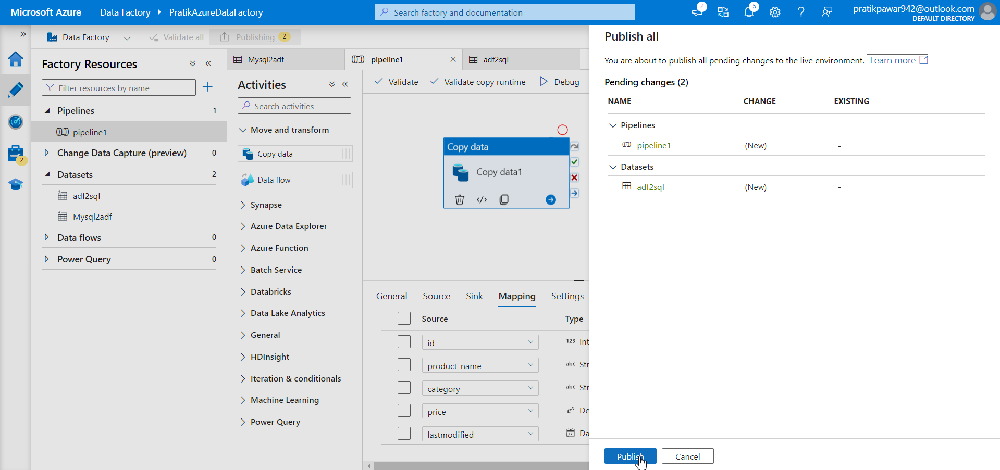 Microsoft Azure
Data Factory
PratikAzureDataFactory
Search factory and documentation
2
5
pratikpawar942@outlook.com
DEFAULT DIRECTORY
Data Factory
Validate all
Publishing
2
Factory Resources
Filter resources by name
Pipelines 1
pipeline1
Change Data Capture (preview) 0
Datasets 2
adf2sql
Mysql2adf
Data flows 0
Power Query 0
2
Mysql2adf
pipeline1
adf2sql
Activities
Search activities
Move and transform
Copy data
Data flow
Synapse
Azure Data Explorer
Azure Function
Batch Service
Databricks
Data Lake Analytics
General
HDInsight
Iteration & conditionals
Machine Learning
Power Query
Validate
Validate copy runtime
Debug
Copy data
Copy data1
General Source Sink Mapping Settings
Source Type
id 123 Int
product_name abc Str
category abc Str
price eˣ De
lastmodified 12 Da
Publish all
You are about to publish all pending changes to the live environment. Learn more
Pending changes (2)
NAME CHANGE EXISTING
Pipelines
pipeline1 (New) -
Datasets
adf2sql (New) -
Publish
Cancel